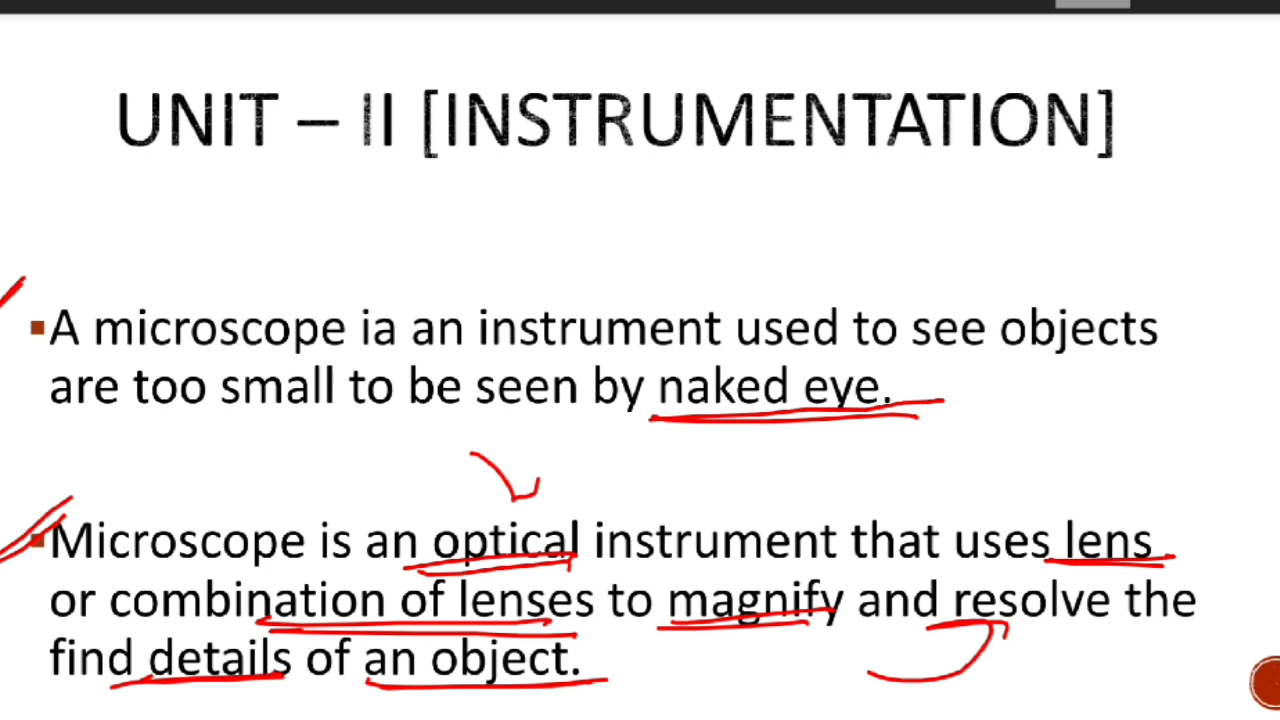 UNIT – II [INSTRUMENTATION]
▪A microscope ia an instrument used to see objects
are too small to be seen by naked eye.
▪Microscope is an optical instrument that uses lens
or combination of lenses to magnify and resolve the
find details of an object.